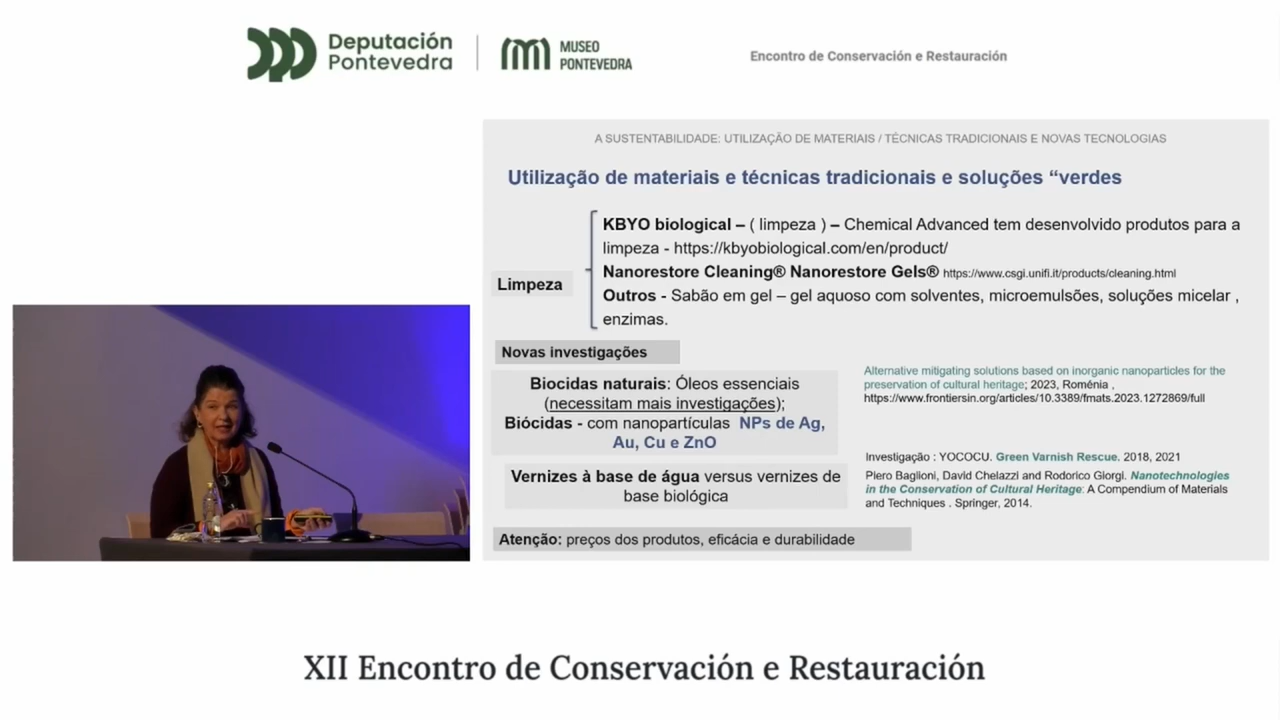 Deputación
Pontevedra
MUSEO
PONTEVEDRA
Encontro de Conservación e Restauración
A SUSTENTABILIDADE: UTILIZAÇÃO DE MATERIAIS / TÉCNICAS TRADICIONAIS E NOVAS TECNOLOGIAS
Utilização de materiais e técnicas tradicionais e soluções “verdes
Limpeza
KBYO biological – ( limpeza ) – Chemical Advanced tem desenvolvido produtos para a
limpeza - https://kbyobiological.com/en/product/
Nanorestore Cleaning® Nanorestore Gels® https://www.csgi.unifi.it/products/cleaning.html
Outros - Sabão em gel – gel aquoso com solventes, microemulsões, soluções micelar ,
enzimas.
Novas investigações
Biocidas naturais: Óleos essenciais
(necessitam mais investigações);
Biócidas - com nanopartículas NPs de Ag,
Au, Cu e ZnO
Alternative mitigating solutions based on inorganic nanoparticles for the
preservation of cultural heritage; 2023, Roménia ,
https://www.frontiersin.org/articles/10.3389/fmats.2023.1272869/full
Vernizes à base de água versus vernizes de
base biológica
Investigação : YOCOCU. Green Varnish Rescue. 2018, 2021
Piero Baglioni, David Chelazzi and Rodorico Giorgi. Nanotechnologies
in the Conservation of Cultural Heritage: A Compendium of Materials
and Techniques . Springer, 2014.
Atenção: preços dos produtos, eficácia e durabilidade
XII Encontro de Conservación e Restauración